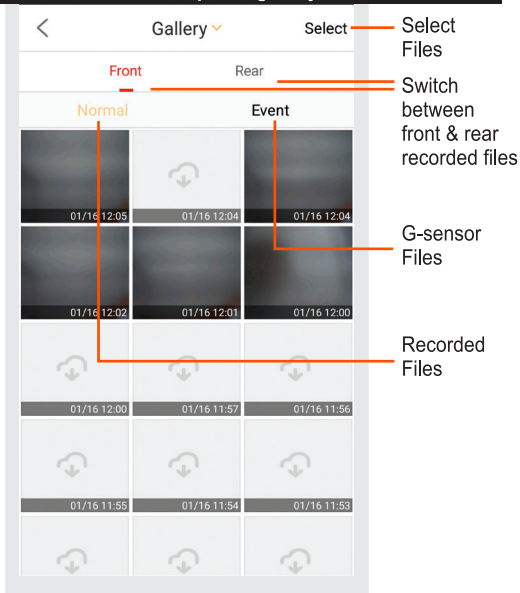 Gallery
Select
Select
Files
Front
Rear
Switch
between
front & rear
recorded files
Normal
Event
01/16 12:05
01/16 12:04
01/16 12:04
G-sensor
Files
01/16 12:02
01/16 12:01
01/16 12:00
Recorded
Files
01/16 12:00
01/16 11:57
01/16 11:56
01/16 11:55
01/16 11:54
01/16 11:53